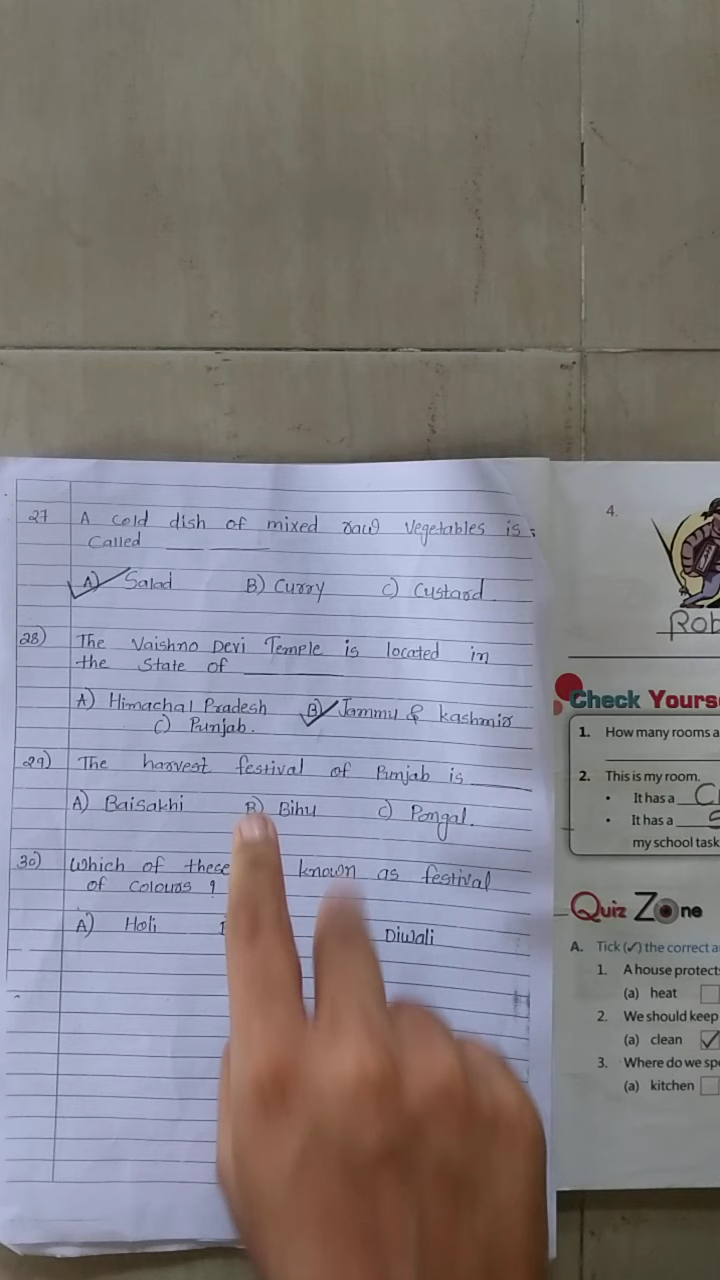 27 A cold dish of mixed raw vegetables is
Called
A) Salad B) Curry C) Custard
28) The Vaishno Devi Temple is located in
the State of
A) Himachal Pradesh B) Jammu & kashmir
C) Punjab.
29) The harvest festival of Punjab is
A) Baisakhi B) Bihu C) Pongal.
30) Which of these known as festival
of Colours ?
A) Holi Diwali
4.
Check Yours
1. How many rooms a
2. This is my room.
• It has a
• It has a
my school task
Quiz Zone
A. Tick (✓) the correct a
1. A house protects
(a) heat
2. We should keep
(a) clean
3. Where do we spe
(a) kitchen